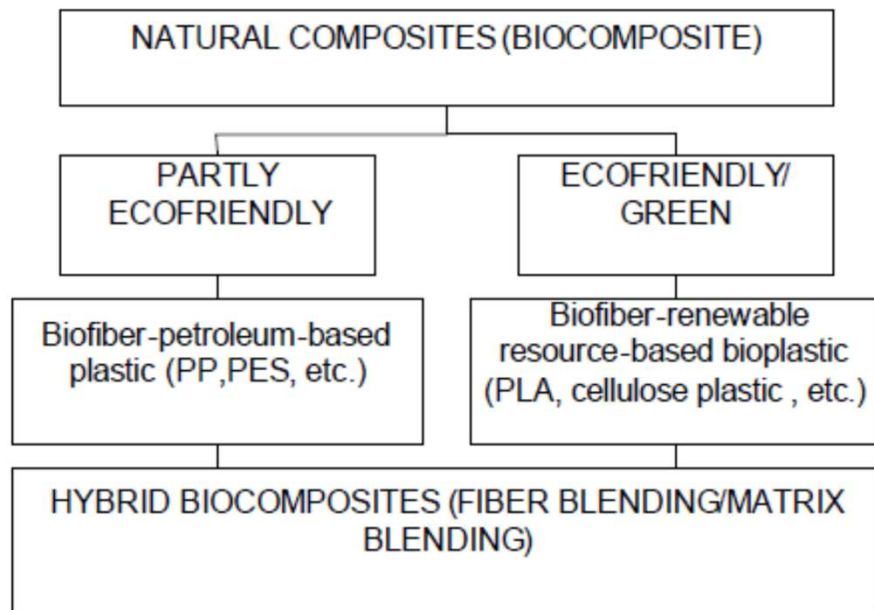 NATURAL COMPOSITES (BIOCOMPOSITE)
PARTLY
ECOFRIENDLY
ECOFRIENDLY/
GREEN
Biofiber-petroleum-based
plastic (PP,PES, etc.)
Biofiber-renewable
resource-based bioplastic
(PLA, cellulose plastic , etc.)
HYBRID BIOCOMPOSITES (FIBER BLENDING/MATRIX
BLENDING)